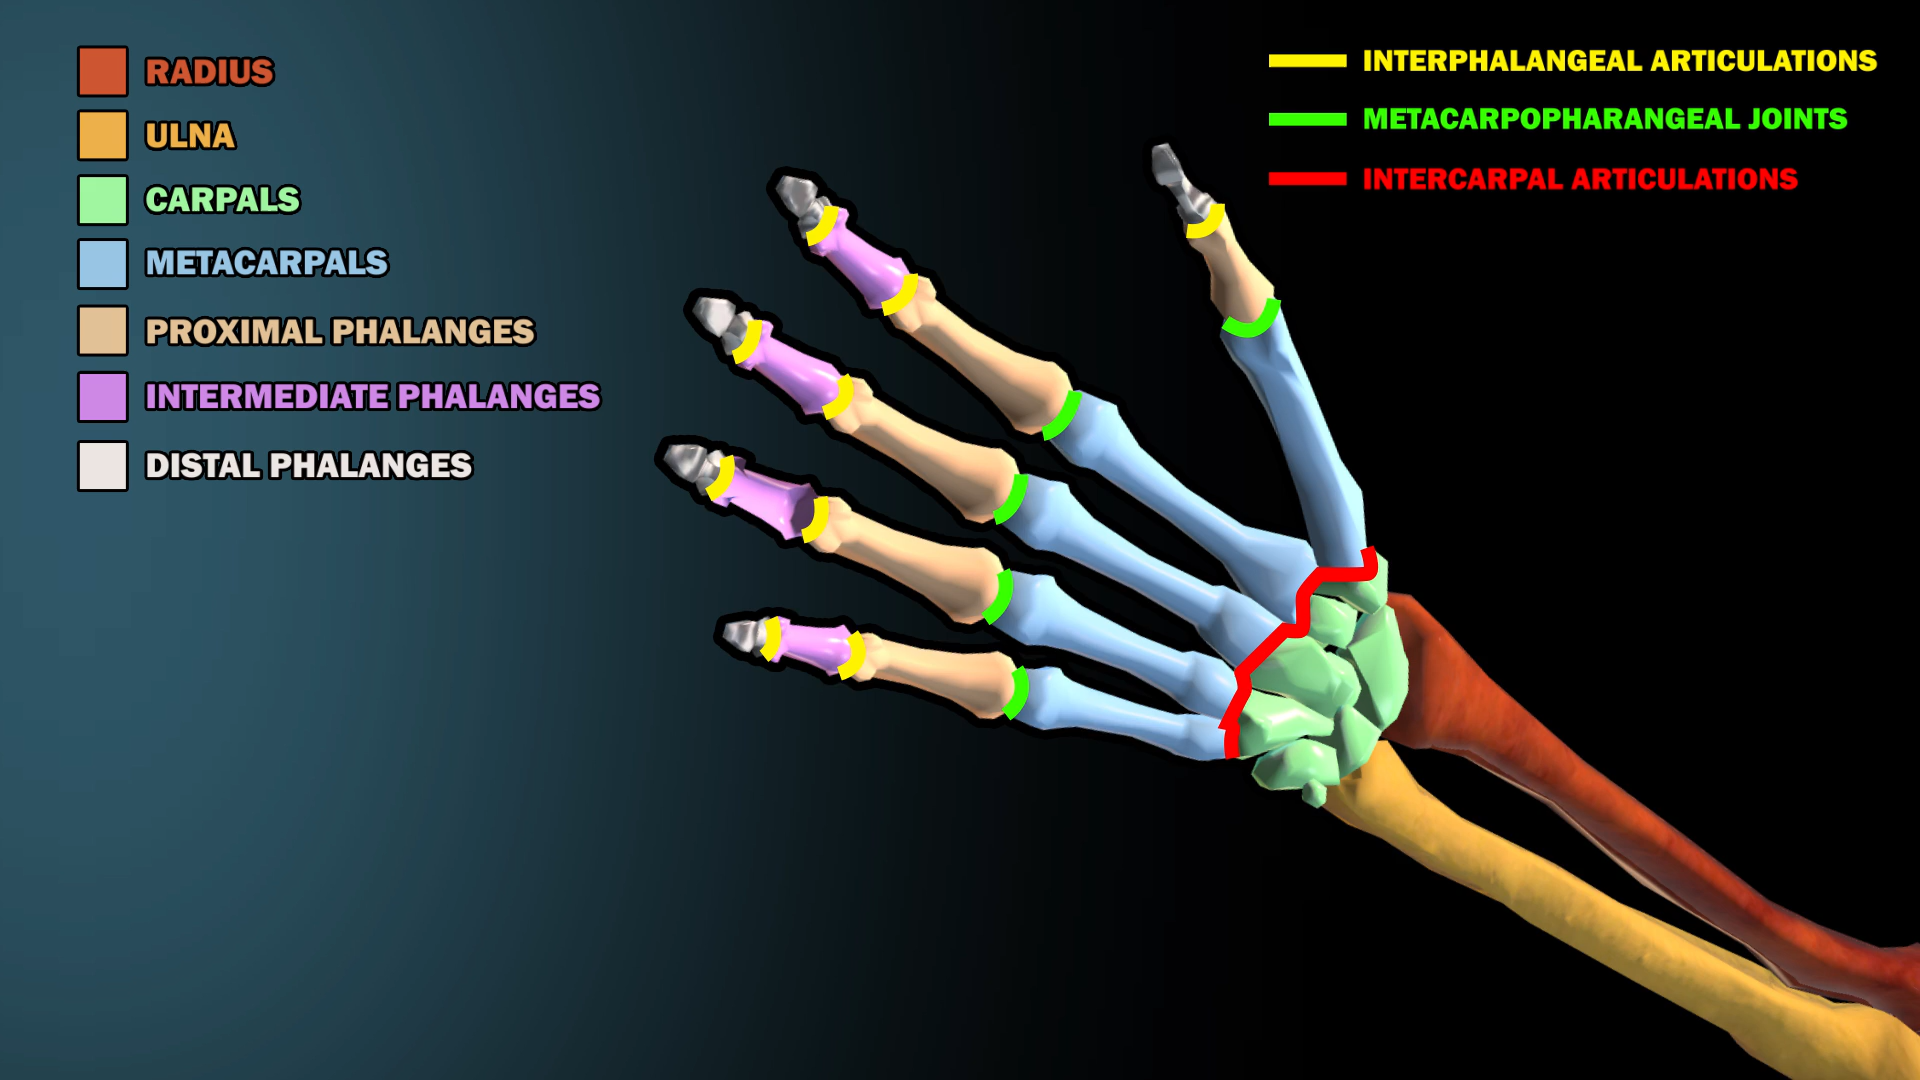 RADIUS
ULNA
CARPALS
METACARPALS
PROXIMAL PHALANGES
INTERMEDIATE PHALANGES
DISTAL PHALANGES
INTERPHALANGEAL ARTICULATIONS
METACARPOPHARANGEAL JOINTS
INTERCARPAL ARTICULATIONS